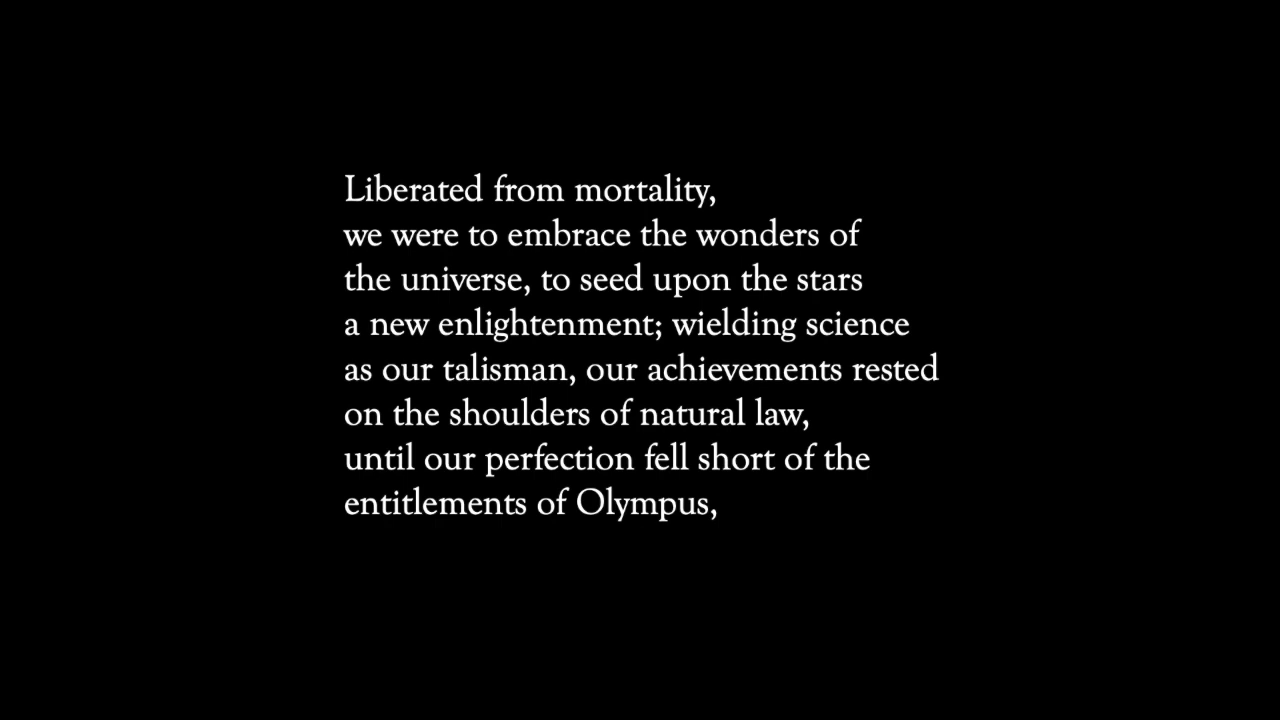 Liberated from mortality,
we were to embrace the wonders of
the universe, to seed upon the stars
a new enlightenment; wielding science
as our talisman, our achievements rested
on the shoulders of natural law,
until our perfection fell short of the
entitlements of Olympus,